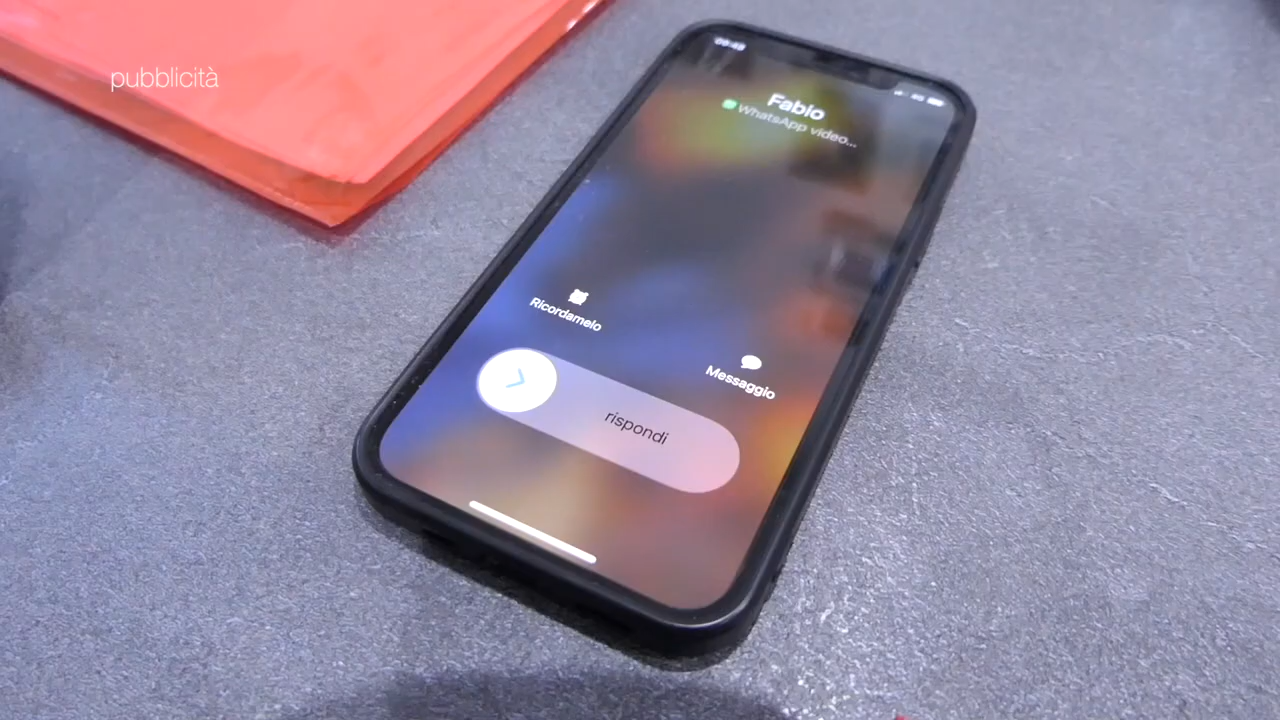 pubblicità
Fabio
WhatsApp video...
Ricordamelo
Messaggio
rispondi